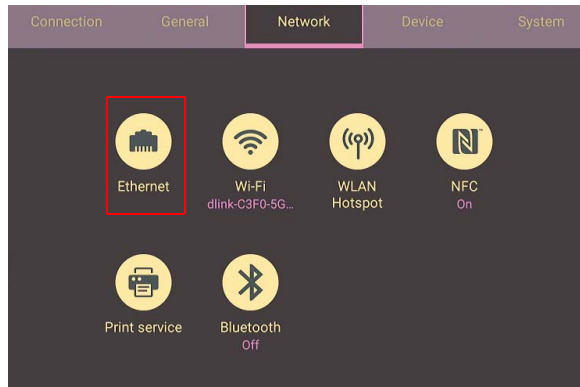 Connection General Network Device System
Ethernet
Wi-Fi
dlink-C3F0-5G...
WLAN
Hotspot
NFC
On
Print service
Bluetooth
Off